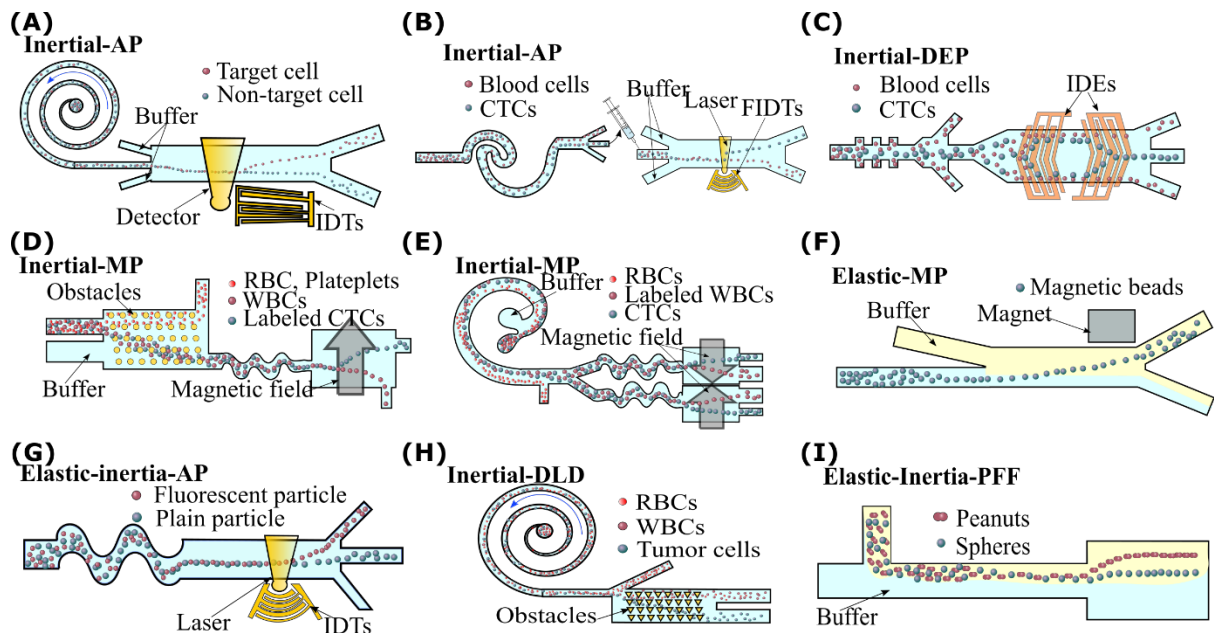 (A)
Inertial-AP
Target cell
Non-target cell
Buffer
Detector
IDTs
(B)
Inertial-AP
Blood cells
CTCs
Buffer
Laser
FIDTs
(C)
Inertial-DEP
Blood cells
CTCs
IDEs
(D)
Inertial-MP
Obstacles
RBC, Plateplets
WBCs
Labeled CTCs
Buffer
Magnetic field
(E)
Inertial-MP
Buffer
RBCs
Labeled WBCs
CTCs
Magnetic field
(F)
Elastic-MP
Buffer
Magnetic beads
Magnet
(G)
Elastic-inertia-AP
Fluorescent particle
Plain particle
Laser
IDTs
(H)
Inertial-DLD
RBCs
WBCs
Tumor cells
Obstacles
(I)
Elastic-Inertia-PFF
Peanuts
Spheres
Buffer